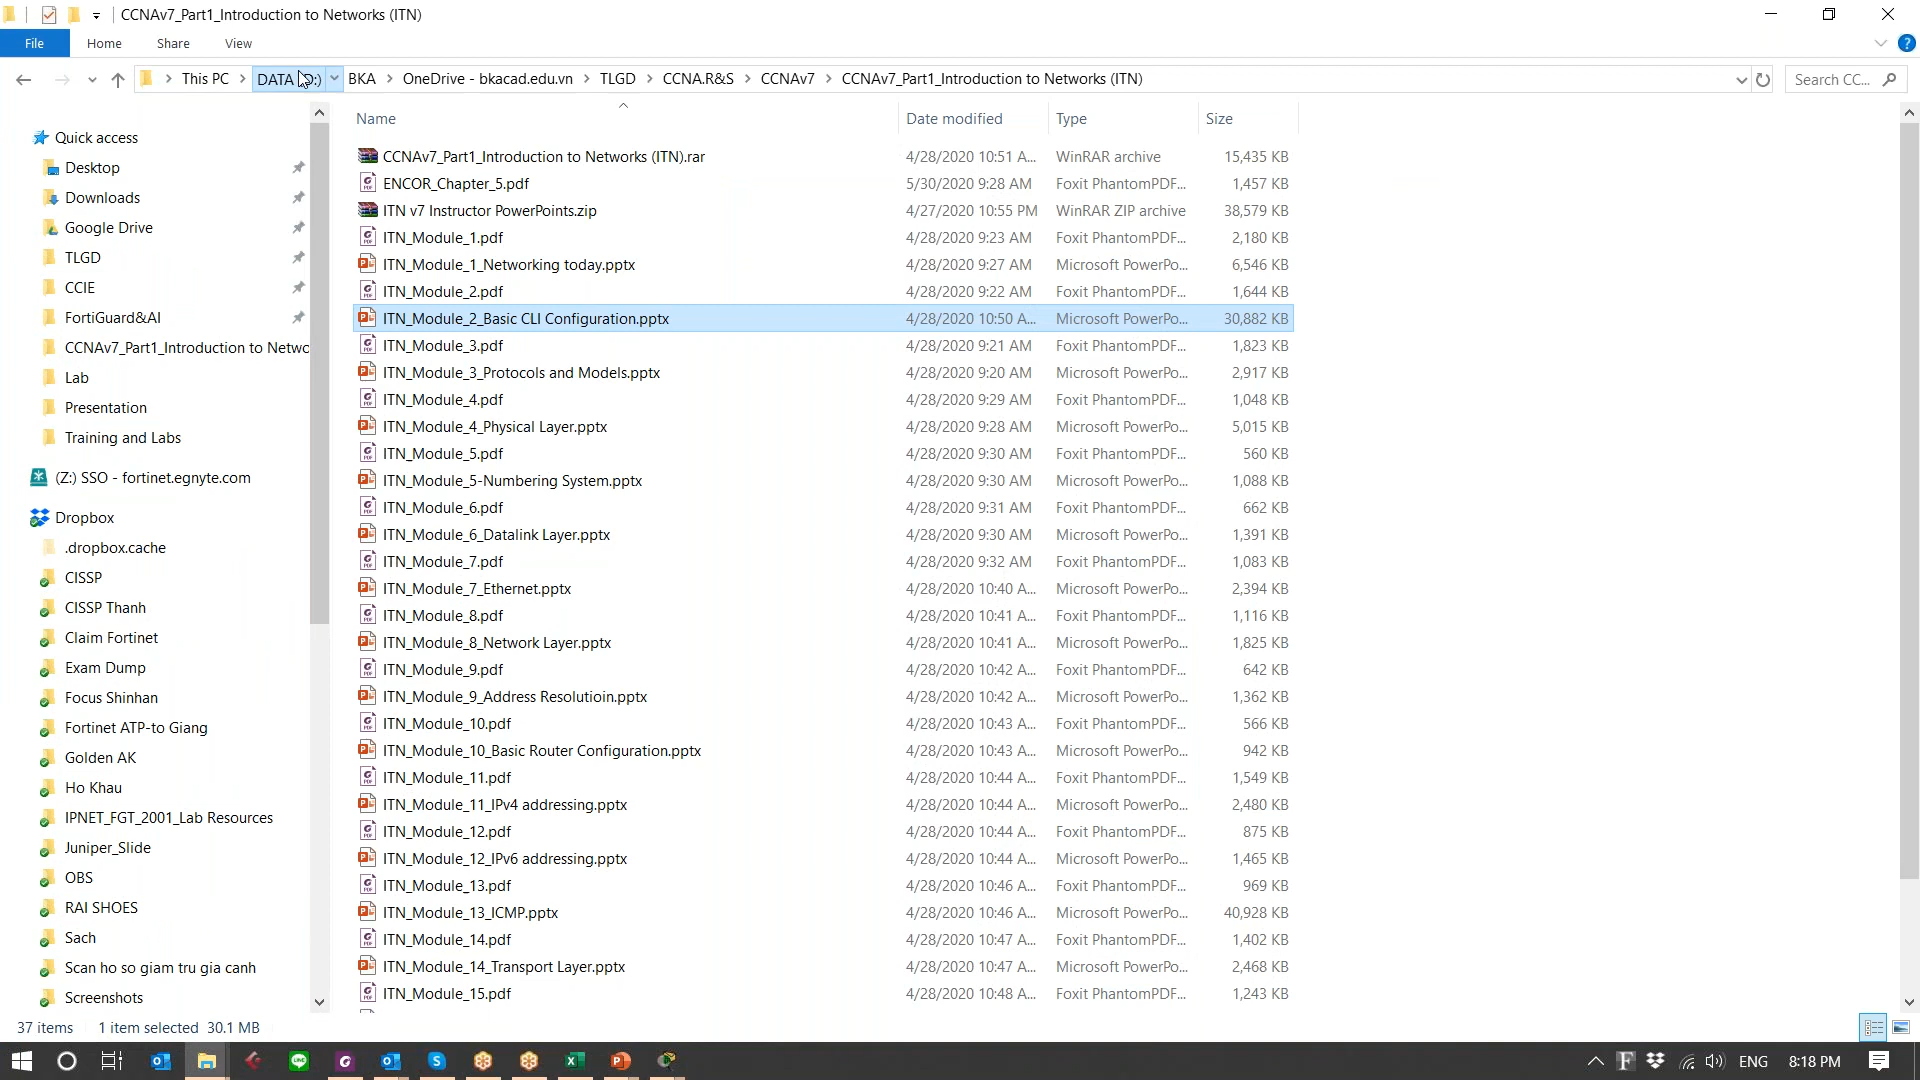 CCNAv7_Part1_Introduction to Networks (ITN)
File Home Share View
This PC DATA (D:) BKA OneDrive - bkacad.edu.vn TLGD CCNA.R&S CCNAv7 CCNAv7_Part1_Introduction to Networks (ITN) Search CC...
Quick access
Desktop
Downloads
Google Drive
TLGD
CCIE
FortiGuard&AI
CCNAv7_Part1_Introduction to Netwo
Lab
Presentation
Training and Labs
(Z:) SSO - fortinet.egnyte.com
Dropbox
.dropbox.cache
CISSP
CISSP Thanh
Claim Fortinet
Exam Dump
Focus Shinhan
Fortinet ATP-to Giang
Golden AK
Ho Khau
IPNET_FGT_2001_Lab Resources
Juniper_Slide
OBS
RAI SHOES
Sach
Scan ho so giam tru gia canh
Screenshots
Name Date modified Type Size
CCNAv7_Part1_Introduction to Networks (ITN).rar 4/28/2020 10:51 A... WinRAR archive 15,435 KB
ENCOR_Chapter_5.pdf 5/30/2020 9:28 AM Foxit PhantomPDF... 1,457 KB
ITN v7 Instructor PowerPoints.zip 4/27/2020 10:55 PM WinRAR ZIP archive 38,579 KB
ITN_Module_1.pdf 4/28/2020 9:23 AM Foxit PhantomPDF... 2,180 KB
ITN_Module_1_Networking today.pptx 4/28/2020 9:27 AM Microsoft PowerPo... 6,546 KB
ITN_Module_2.pdf 4/28/2020 9:22 AM Foxit PhantomPDF... 1,644 KB
ITN_Module_2_Basic CLI Configuration.pptx 4/28/2020 10:50 A... Microsoft PowerPo... 30,882 KB
ITN_Module_3.pdf 4/28/2020 9:21 AM Foxit PhantomPDF... 1,823 KB
ITN_Module_3_Protocols and Models.pptx 4/28/2020 9:20 AM Microsoft PowerPo... 2,917 KB
ITN_Module_4.pdf 4/28/2020 9:29 AM Foxit PhantomPDF... 1,048 KB
ITN_Module_4_Physical Layer.pptx 4/28/2020 9:28 AM Microsoft PowerPo... 5,015 KB
ITN_Module_5.pdf 4/28/2020 9:30 AM Foxit PhantomPDF... 560 KB
ITN_Module_5-Numbering System.pptx 4/28/2020 9:30 AM Microsoft PowerPo... 1,088 KB
ITN_Module_6.pdf 4/28/2020 9:31 AM Foxit PhantomPDF... 662 KB
ITN_Module_6_Datalink Layer.pptx 4/28/2020 9:30 AM Microsoft PowerPo... 1,391 KB
ITN_Module_7.pdf 4/28/2020 9:32 AM Foxit PhantomPDF... 1,083 KB
ITN_Module_7_Ethernet.pptx 4/28/2020 10:40 A... Microsoft PowerPo... 2,394 KB
ITN_Module_8.pdf 4/28/2020 10:41 A... Foxit PhantomPDF... 1,116 KB
ITN_Module_8_Network Layer.pptx 4/28/2020 10:41 A... Microsoft PowerPo... 1,825 KB
ITN_Module_9.pdf 4/28/2020 10:42 A... Foxit PhantomPDF... 642 KB
ITN_Module_9_Address Resolutioin.pptx 4/28/2020 10:42 A... Microsoft PowerPo... 1,362 KB
ITN_Module_10.pdf 4/28/2020 10:43 A... Foxit PhantomPDF... 566 KB
ITN_Module_10_Basic Router Configuration.pptx 4/28/2020 10:43 A... Microsoft PowerPo... 942 KB
ITN_Module_11.pdf 4/28/2020 10:44 A... Foxit PhantomPDF... 1,549 KB
ITN_Module_11_IPv4 addressing.pptx 4/28/2020 10:44 A... Microsoft PowerPo... 2,480 KB
ITN_Module_12.pdf 4/28/2020 10:44 A... Foxit PhantomPDF... 875 KB
ITN_Module_12_IPv6 addressing.pptx 4/28/2020 10:44 A... Microsoft PowerPo... 1,465 KB
ITN_Module_13.pdf 4/28/2020 10:46 A... Foxit PhantomPDF... 969 KB
ITN_Module_13_ICMP.pptx 4/28/2020 10:46 A... Microsoft PowerPo... 40,928 KB
ITN_Module_14.pdf 4/28/2020 10:47 A... Foxit PhantomPDF... 1,402 KB
ITN_Module_14_Transport Layer.pptx 4/28/2020 10:47 A... Microsoft PowerPo... 2,468 KB
ITN_Module_15.pdf 4/28/2020 10:48 A... Foxit PhantomPDF... 1,243 KB
37 items 1 item selected 30.1 MB
ENG 8:18 PM